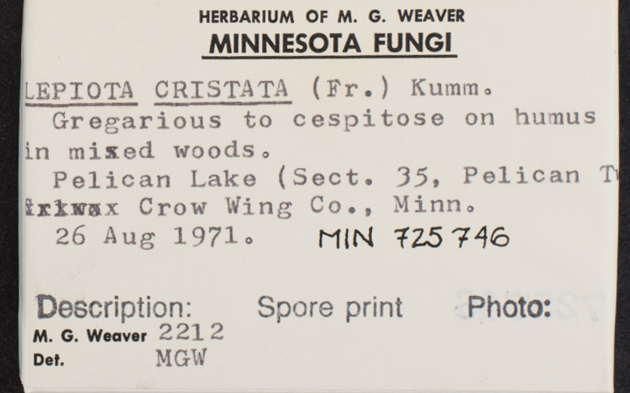 HERBARIUM OF M. G. WEAVER
MINNESOTA FUNGI
LEPIOTA CRISTATA (Fr.) Kumm.
Gregarious to cespitose on humus
in mixed woods.
Pelican Lake (Sect. 35, Pelican
Crow Wing Co., Minn.
26 Aug 1971. MIN 725746
Description: Spore print Photo:
M. G. Weaver 2212
Det. MGW